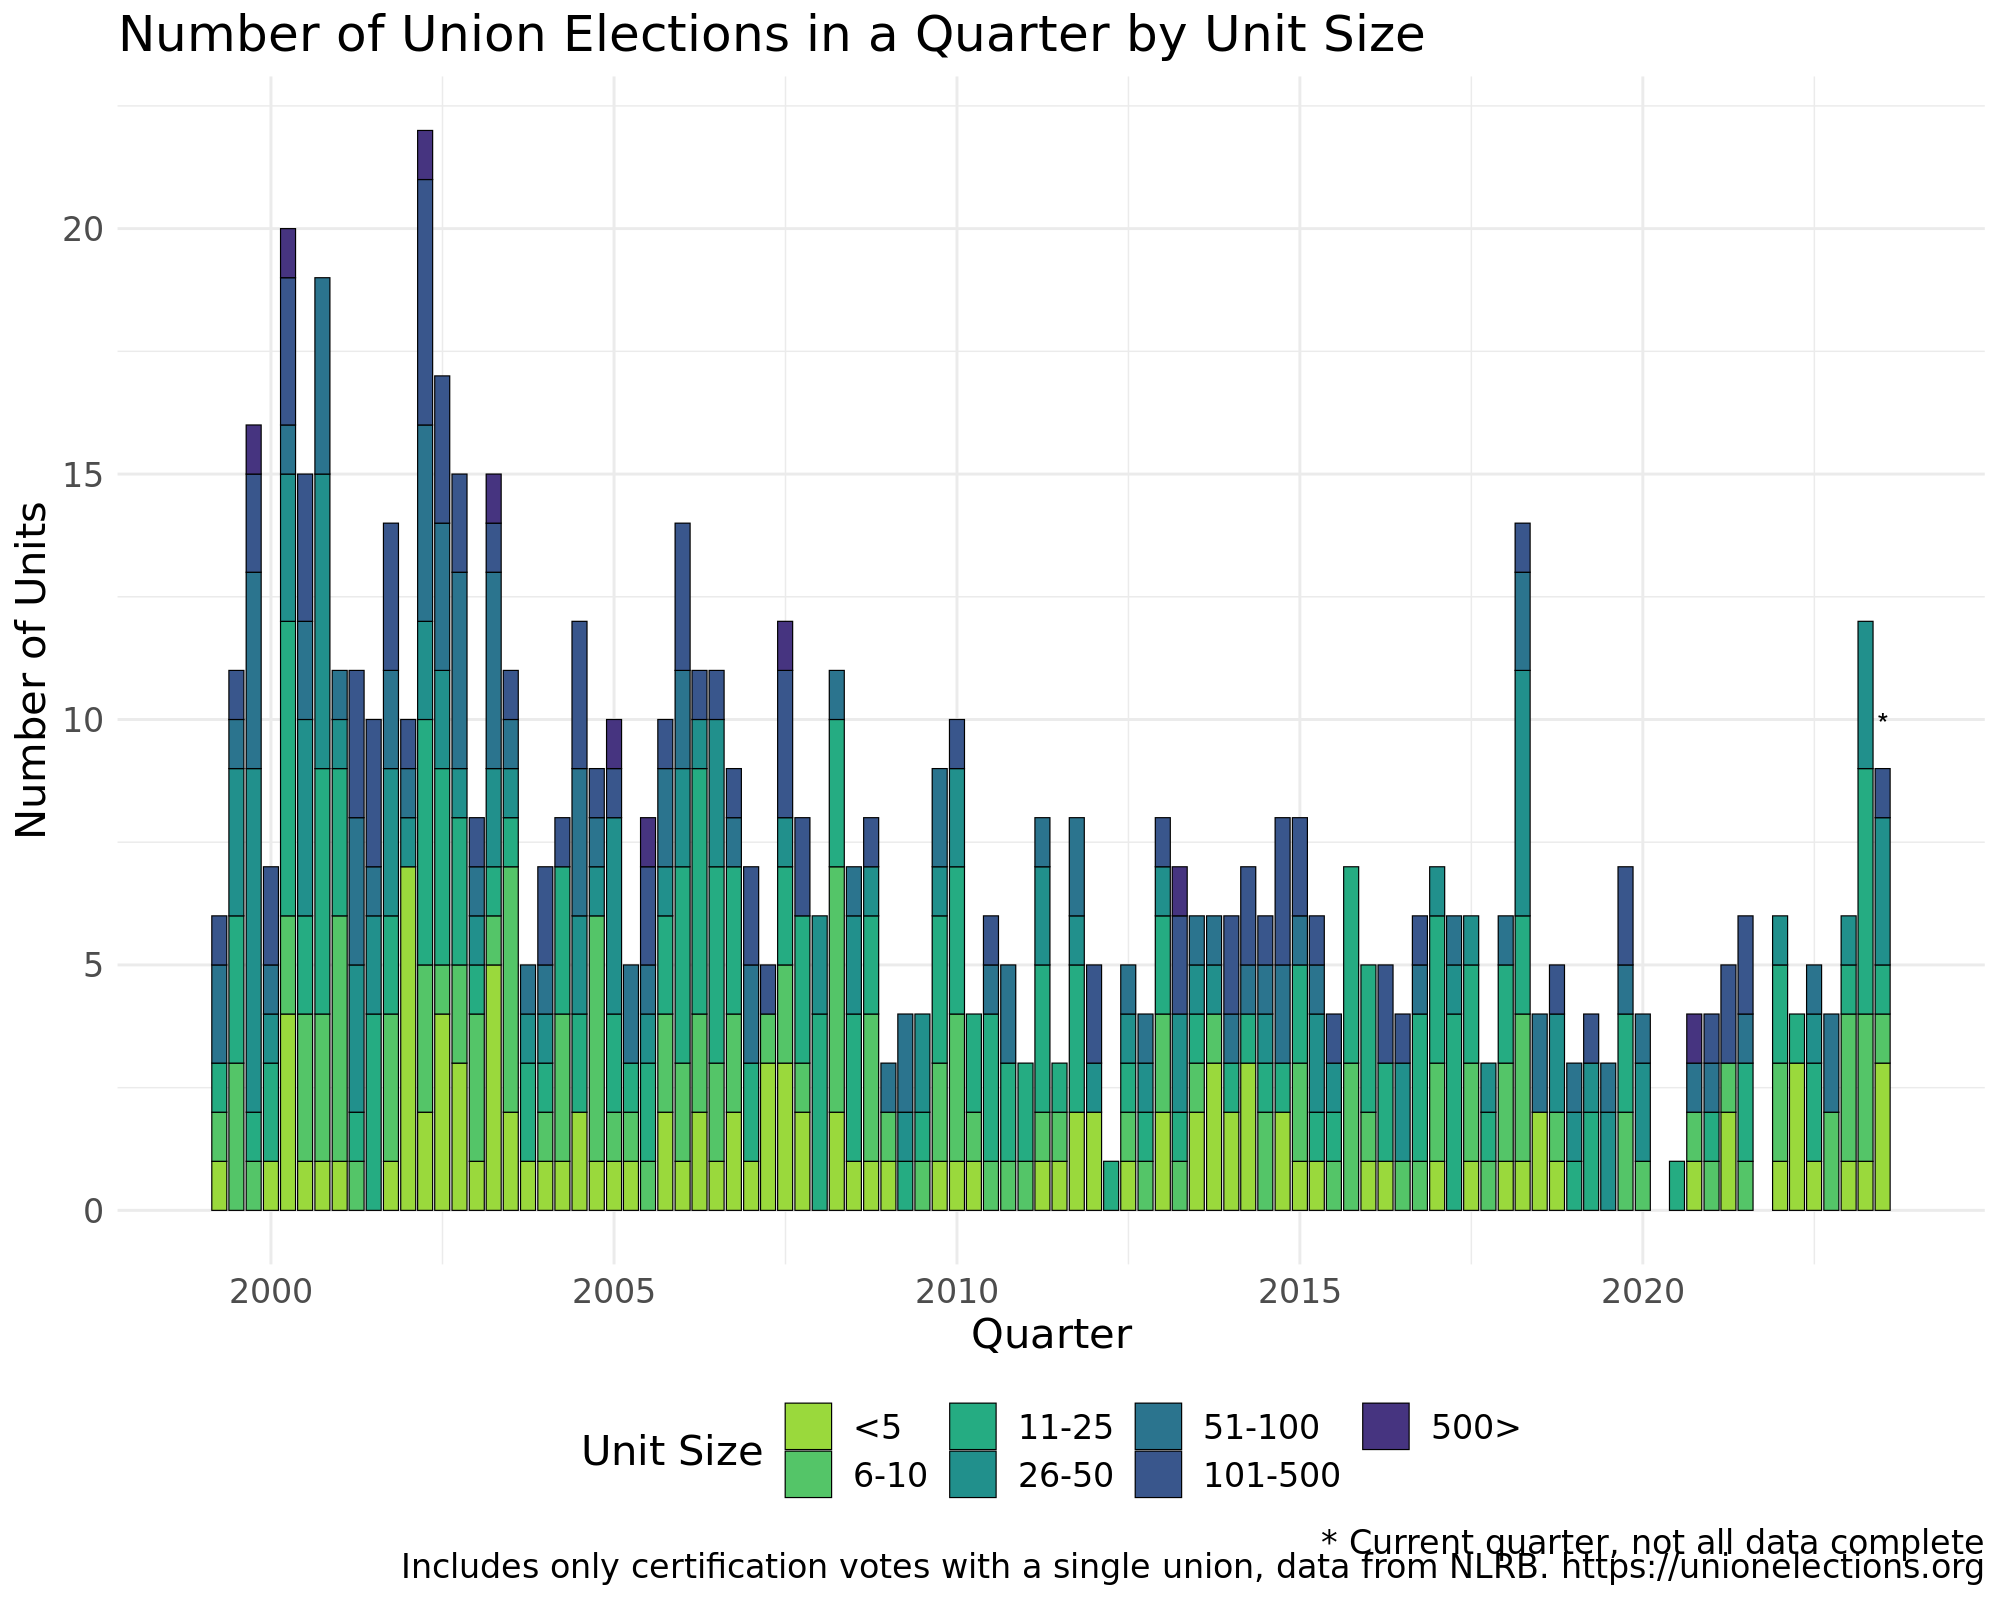 Number of Union Elections in a Quarter by Unit Size
Number of Units
20
15
10
5
0
*
2000 2005 2010 2015 2020
Quarter
Unit Size
<5 11-25 51-100 500>
6-10 26-50 101-500
* Current quarter, not all data complete
Includes only certification votes with a single union, data from NLRB. https://unionelections.org